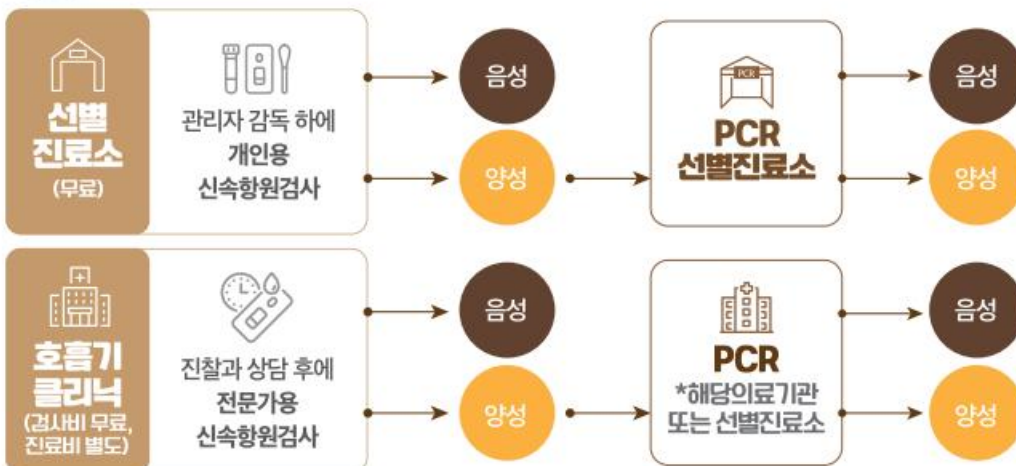 선별
진료소
(무료)
관리자 감독 하에
개인용
신속항원검사
음성
양성
PCR
PCR
선별진료소
음성
양성
호흡기
클리닉
(검사비 무료,
진료비 별도)
진찰과 상담 후에
전문가용
신속항원검사
음성
양성
PCR
*해당의료기관
또는 선별진료소
음성
양성